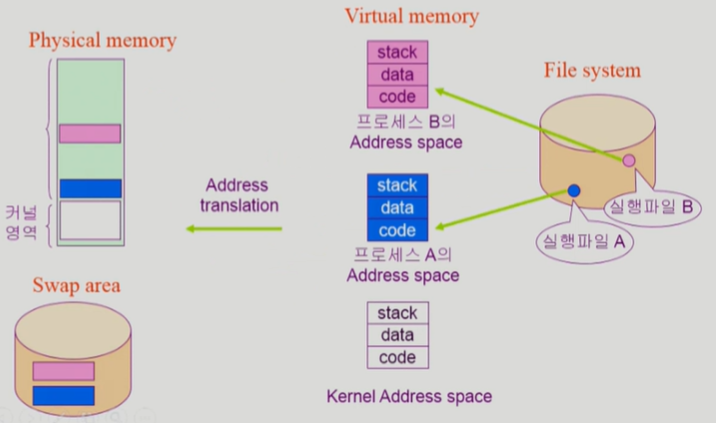 Virtual memory
Physical memory
File system
stack
data
code
프로세스 B의
Address space
Address
translation
stack
data
code
프로세스 A의
Address space
커널
영역
실행파일 B
실행파일 A
Swap area
stack
data
code
Kernel Address space